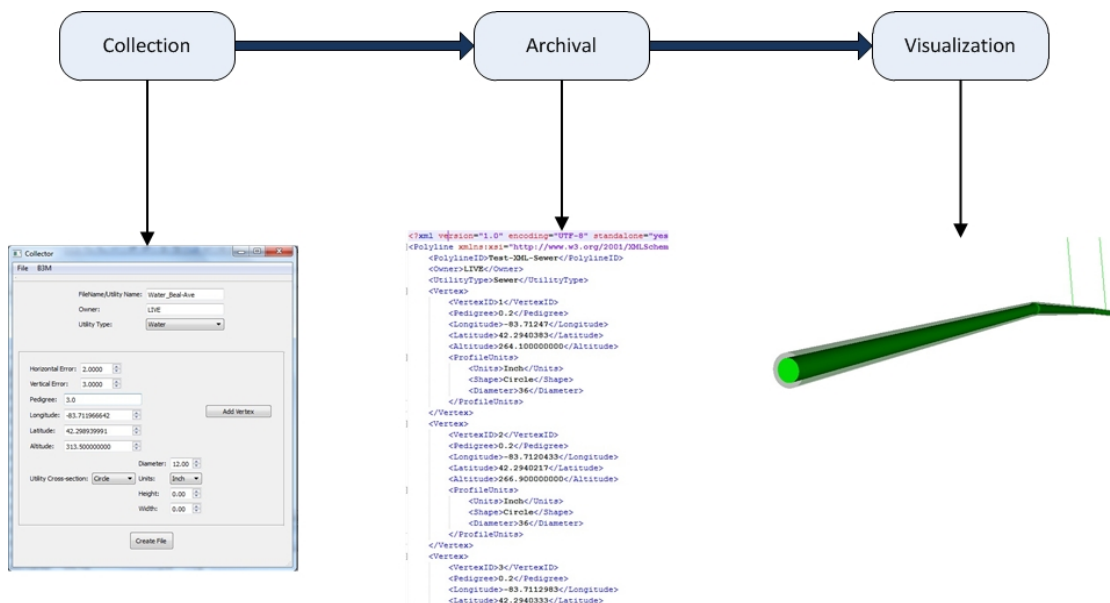 Collection
Archival
Visualization
Collector
File BIM
FileName/Utility Name: Water_Beal-Ave
Owner: LIVE
Utility Type: Water
Horizontal Error: 2.0000
Vertical Error: 3.0000
Pedigree: 3.0
Longitude: -83.711966642
Add Vertex
Latitude: 42.298939991
Altitude: 313.500000000
Diameter: 12.00
Utility Cross-section: Circle Units: Inch
Height: 0.00
Width: 0.00
Create File
<?xml version="1.0" encoding="UTF-8" standalone="yes
<Polyline xmlns:xsi="http://www.w3.org/2001/XMLSchem
<PolylineID>Test-XML-Sewer</PolylineID>
<Owner>LIVE</Owner>
<UtilityType>Sewer</UtilityType>
<Vertex>
<VertexID>1</VertexID>
<Pedigree>0.2</Pedigree>
<Longitude>-83.71247</Longitude>
<Latitude>42.2940383</Latitude>
<Altitude>264.100000000</Altitude>
<ProfileUnits>
<Units>Inch</Units>
<Shape>Circle</Shape>
<Diameter>36</Diameter>
</ProfileUnits>
</Vertex>
<Vertex>
<VertexID>2</VertexID>
<Pedigree>0.2</Pedigree>
<Longitude>-83.7120433</Longitude>
<Latitude>42.2940217</Latitude>
<Altitude>266.900000000</Altitude>
<ProfileUnits>
<Units>Inch</Units>
<Shape>Circle</Shape>
<Diameter>36</Diameter>
</ProfileUnits>
</Vertex>
<Vertex>
<VertexID>3</VertexID>
<Pedigree>0.2</Pedigree>
<Longitude>-83.7112983</Longitude>
<Latitude>42.2940333</Latitude>